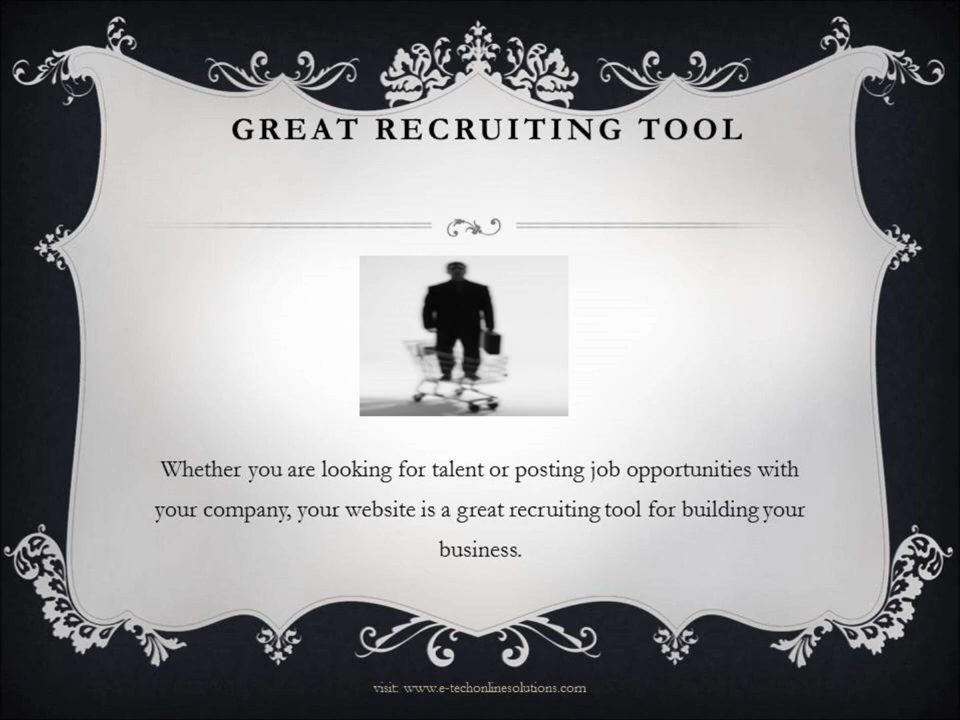 GREAT RECRUITING TOOL
Whether you are looking for talent or posting job opportunities with
your company, your website is a great recruiting tool for building your
business.
visit: www.e-techonlinesolutions.com